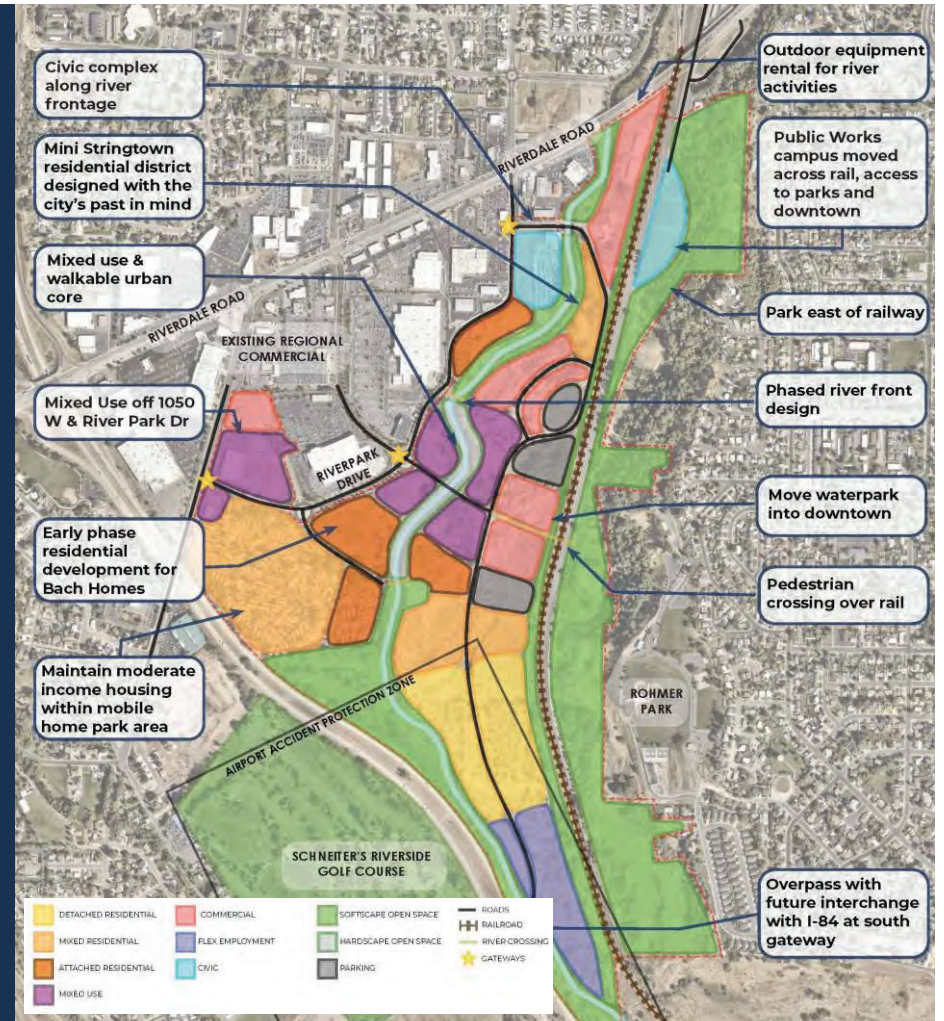 Civic complex
along river
frontage
Mini Stringtown
residential district
designed with the
city's past in mind
Mixed use &
walkable urban
core
Mixed Use off 1050
W & River Park Dr
Early phase
residential
development for
Bach Homes
Maintain moderate
income housing
within mobile
home park area
Outdoor equipment
rental for river
activities
Public Works
campus moved
across rail, access
to parks and
downtown
Park east of railway
Phased river front
design
Move waterpark
into downtown
Pedestrian
crossing over rail
Overpass with
future interchange
with I-84 at south
gateway
RIVERDALE ROAD
RIVERDALE ROAD
EXISTING REGIONAL
COMMERCIAL
RIVERPARK
DRIVE
AIRPORT ACCIDENT PROTECTION ZONE
ROHMER
PARK
SCHNEITER'S RIVERSIDE
GOLF COURSE
DETACHED RESIDENTIAL
MIXED RESIDENTIAL
ATTACHED RESIDENTIAL
MIXED USE
COMMERCIAL
FLEX EMPLOYMENT
CIVIC
SOFTSCAPE OPEN SPACE
HARDSCAPE OPEN SPACE
PARKING
ROADS
RAILROAD
RIVER CROSSING
GATEWAYS